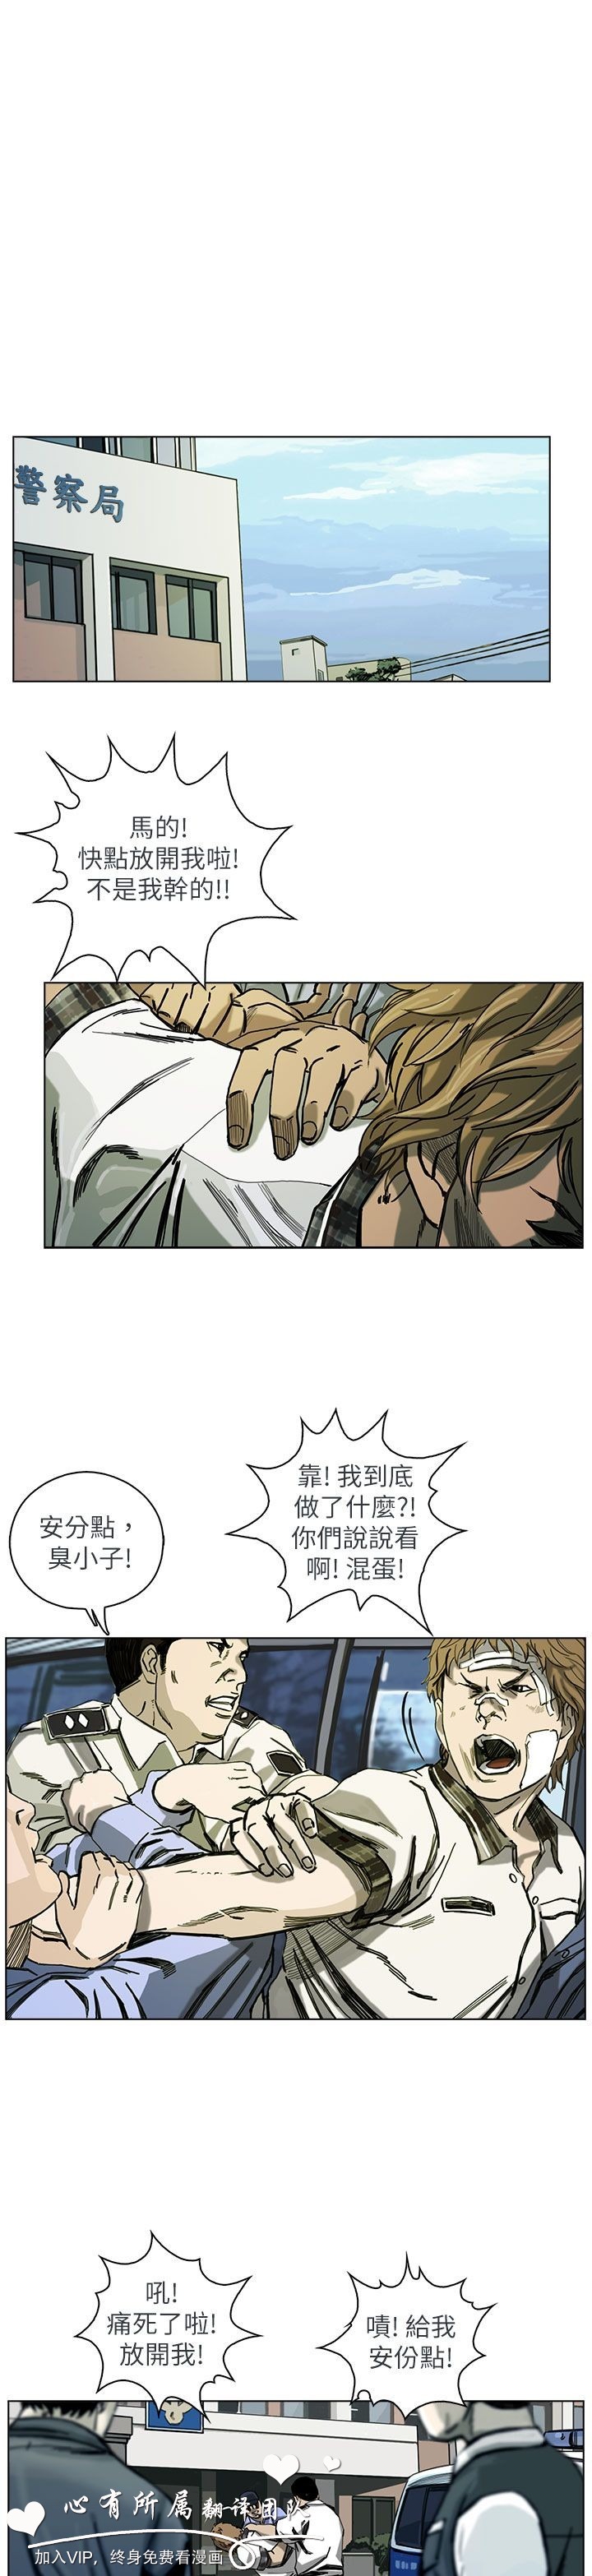 警察局
馬的!
快點放開我啦!
不是我幹的!!
安分點，
臭小子!
靠! 我到底
做了什麼?!
你們說說看
啊! 混蛋!
吼!
痛死了啦!
放開我!
嘖! 給我
安份點!
心有所属翻译团队
加入VIP，终身免费看漫画